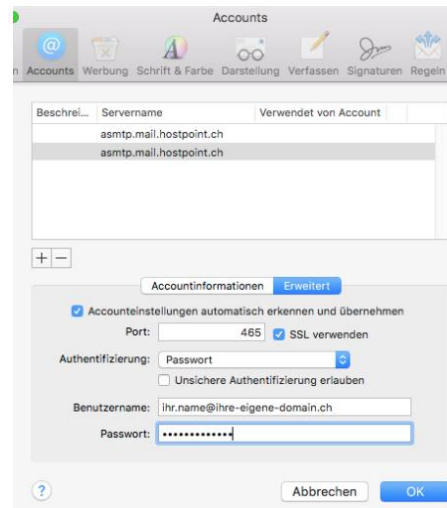 Accounts
n Accounts Werbung Schrift & Farbe Darstellung Verfassen Signaturen Regeln
Beschrei... Servername Verwendet von Account
asmtp.mail.hostpoint.ch
asmtp.mail.hostpoint.ch
+ −
Accountinformationen Erweitert
Accounteinstellungen automatisch erkennen und übernehmen
Port: 465 SSL verwenden
Authentifizierung: Passwort
Unsichere Authentifizierung erlauben
Benutzername: ihr.name@ihre-eigene-domain.ch
Passwort: •••••••••••••
? Abbrechen OK